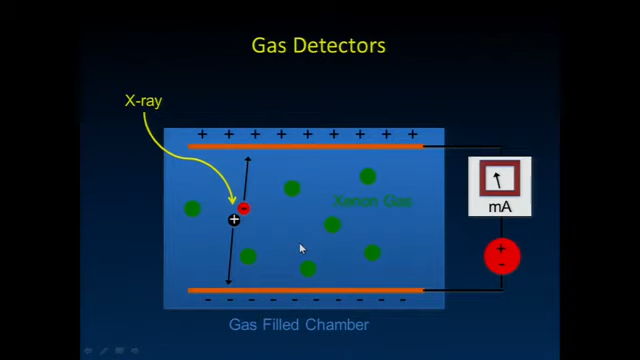 Gas Detectors
X-ray
+ + + + + + + + +
Xenon Gas
-
+
mA
+
-
- - - - - - - - -
Gas Filled Chamber